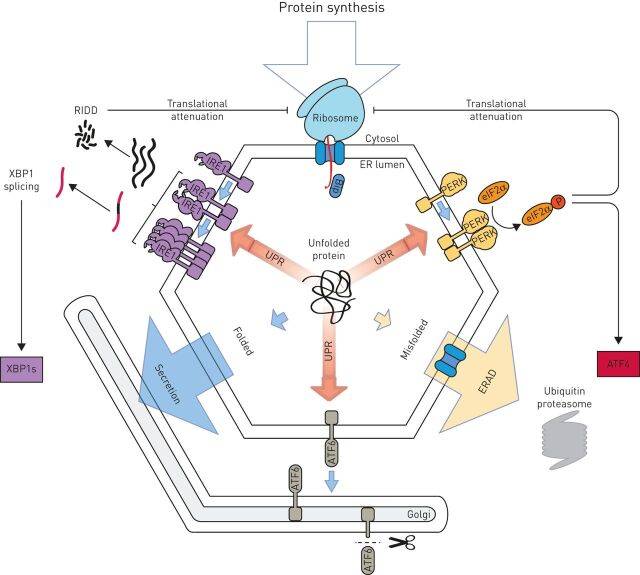 Protein synthesis
RIDD
Translational
attenuation
Ribosome
Translational
attenuation
Cytosol
ER lumen
BiP
XBP1
splicing
IRE1
IRE1
IRE1
IRE1
PERK
PERK
PERK
eIF2α
eIF2α
P
Unfolded
protein
UPR
UPR
UPR
Folded
Misfolded
XBP1s
ATF4
Secretion
ERAD
Ubiquitin
proteasome
ATF6
ATF6
Golgi
ATF6